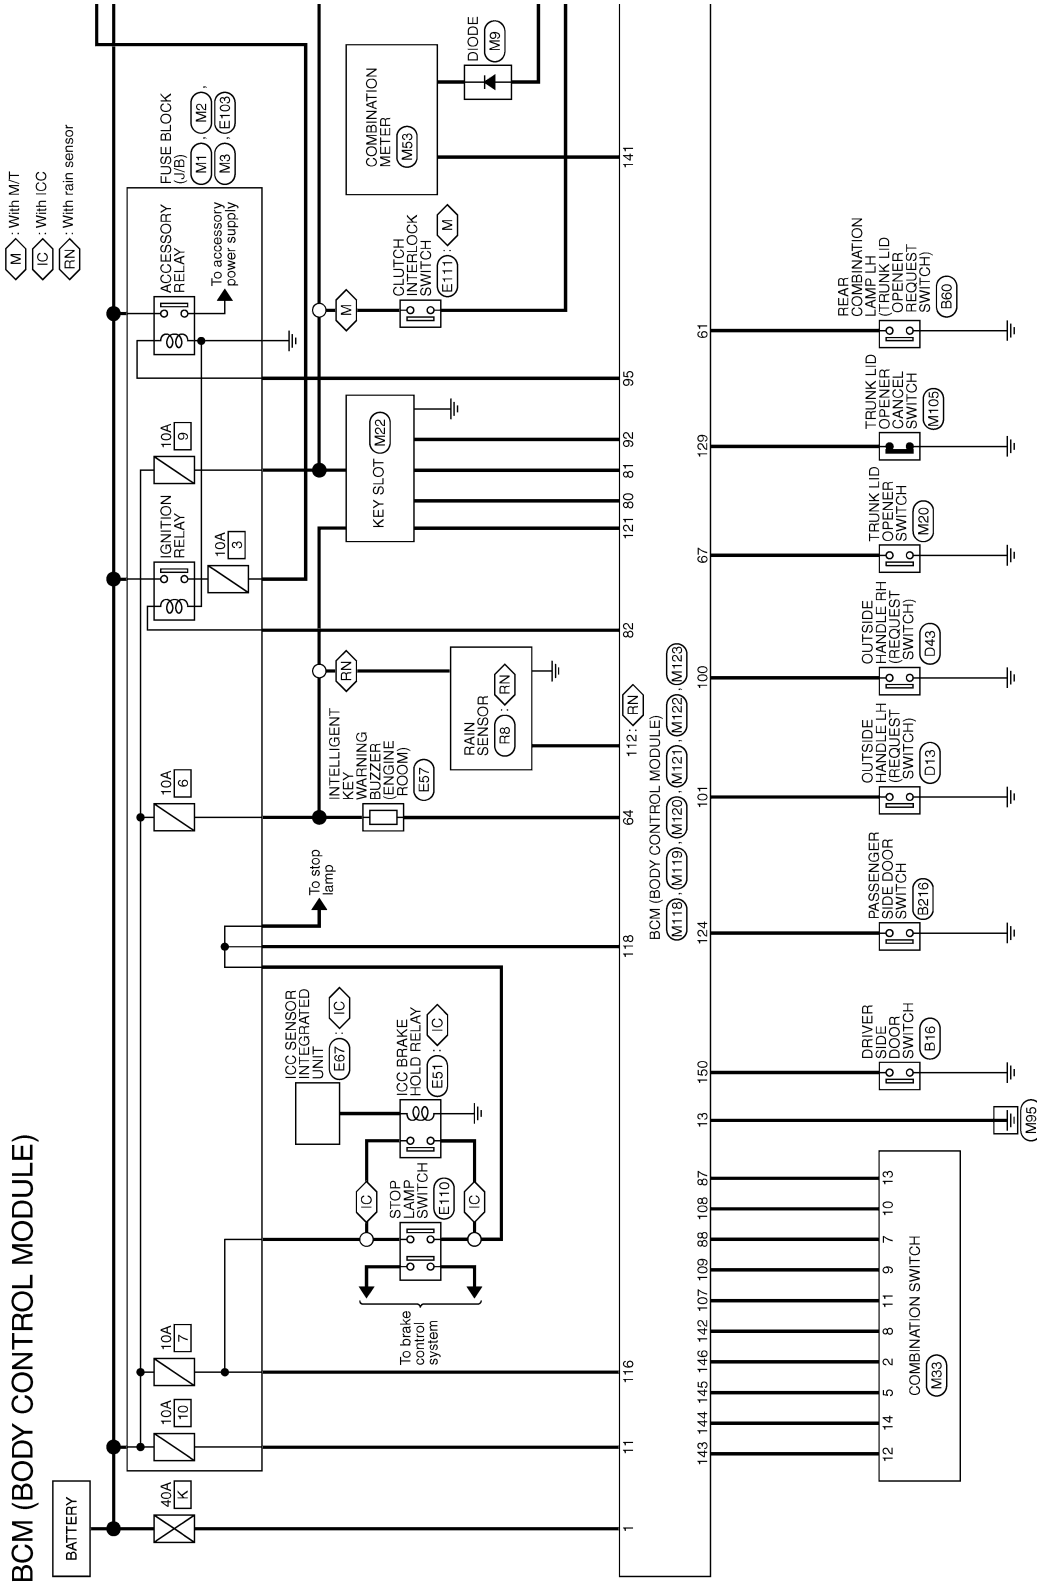 BCM (BODY CONTROL MODULE)
M : With M/T
IC : With ICC
RN : With rain sensor
BATTERY
40A
K
10A
10
10A
7
10A
6
IGNITION
RELAY
10A
3
10A
9
ACCESSORY
RELAY
To accessory
power supply
FUSE BLOCK
(J/B)
M1 , M2 ,
M3 , E103
To brake
control
system
STOP
LAMP
SWITCH
E110
IC
IC
ICC SENSOR
INTEGRATED
UNIT
E67 : IC
ICC BRAKE
HOLD RELAY
E51 : IC
To stop
lamp
INTELLIGENT
KEY
WARNING
BUZZER
(ENGINE
ROOM)
E57
RN
RAIN
SENSOR
R8 : RN
KEY SLOT M22
M
CLUTCH
INTERLOCK
SWITCH
E111 : M
COMBINATION
METER
M53
DIODE
M9
1
11
116
118
64
112 : RN
82
121
80
81
92
95
141
BCM (BODY CONTROL MODULE)
M118 , M119 , M120 , M121 , M122 , M123
143
144
145
146
142
107
109
88
108
87
13
150
124
101
100
67
129
61
12
14
5
2
8
11
9
7
10
13
COMBINATION SWITCH
M33
M95
DRIVER
SIDE
DOOR
SWITCH
B16
PASSENGER
SIDE DOOR
SWITCH
B216
OUTSIDE
HANDLE LH
(REQUEST
SWITCH)
D13
OUTSIDE
HANDLE RH
(REQUEST
SWITCH)
D43
TRUNK LID
OPENER
SWITCH
M20
TRUNK LID
OPENER
CANCEL
SWITCH
M105
REAR
COMBINATION
LAMP LH
(TRUNK LID
OPENER
REQUEST
SWITCH)
B60